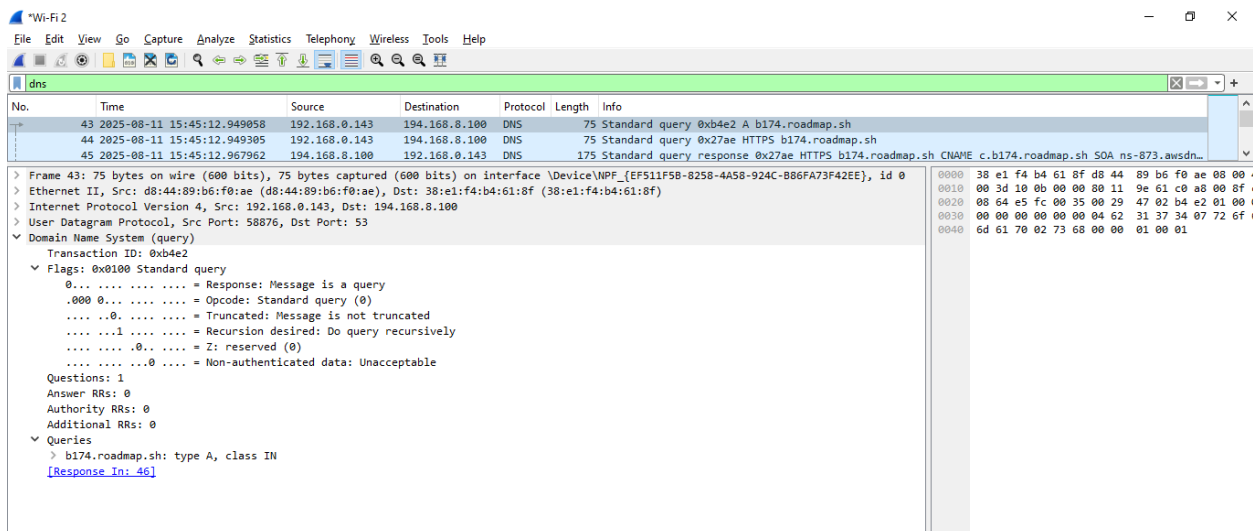 *Wi-Fi 2
File Edit View Go Capture Analyze Statistics Telephony Wireless Tools Help
dns
No. Time Source Destination Protocol Length Info
43 2025-08-11 15:45:12.949058 192.168.0.143 194.168.8.100 DNS 75 Standard query 0xb4e2 A b174.roadmap.sh
44 2025-08-11 15:45:12.949305 192.168.0.143 194.168.8.100 DNS 75 Standard query 0x27ae HTTPS b174.roadmap.sh
45 2025-08-11 15:45:12.967962 194.168.8.100 192.168.0.143 DNS 175 Standard query response 0x27ae HTTPS b174.roadmap.sh CNAME c.b174.roadmap.sh SOA ns-873.awsdn…
Frame 43: 75 bytes on wire (600 bits), 75 bytes captured (600 bits) on interface \Device\NPF_{EF511F5B-8258-4A58-924C-B86FA73F42EE}, id 0
Ethernet II, Src: d8:44:89:b6:f0:ae (d8:44:89:b6:f0:ae), Dst: 38:e1:f4:b4:61:8f (38:e1:f4:b4:61:8f)
Internet Protocol Version 4, Src: 192.168.0.143, Dst: 194.168.8.100
User Datagram Protocol, Src Port: 58876, Dst Port: 53
Domain Name System (query)
Transaction ID: 0xb4e2
Flags: 0x0100 Standard query
0... .... .... .... = Response: Message is a query
.000 0... .... .... = Opcode: Standard query (0)
.... ..0. .... .... = Truncated: Message is not truncated
.... ...1 .... .... = Recursion desired: Do query recursively
.... .... .0.. .... = Z: reserved (0)
.... .... ...0 .... = Non-authenticated data: Unacceptable
Questions: 1
Answer RRs: 0
Authority RRs: 0
Additional RRs: 0
Queries
b174.roadmap.sh: type A, class IN
[Response In: 46]
0000 38 e1 f4 b4 61 8f d8 44 89 b6 f0 ae 08 00
0010 00 3d 10 0b 00 00 80 11 9e 61 c0 a8 00 8f
0020 08 64 e5 fc 00 35 00 29 47 02 b4 e2 01 00
0030 00 00 00 00 00 00 04 62 31 37 34 07 72 6f
0040 6d 61 70 02 73 68 00 00 01 00 01